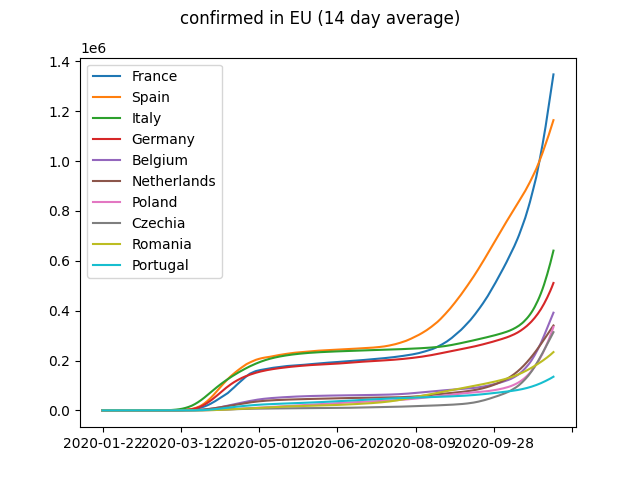 confirmed in EU (14 day average)
1e6
1.4
1.2
1.0
0.8
0.6
0.4
0.2
0.0
France
Spain
Italy
Germany
Belgium
Netherlands
Poland
Czechia
Romania
Portugal
2020-01-22 2020-03-12 2020-05-01 2020-06-20 2020-08-09 2020-09-28